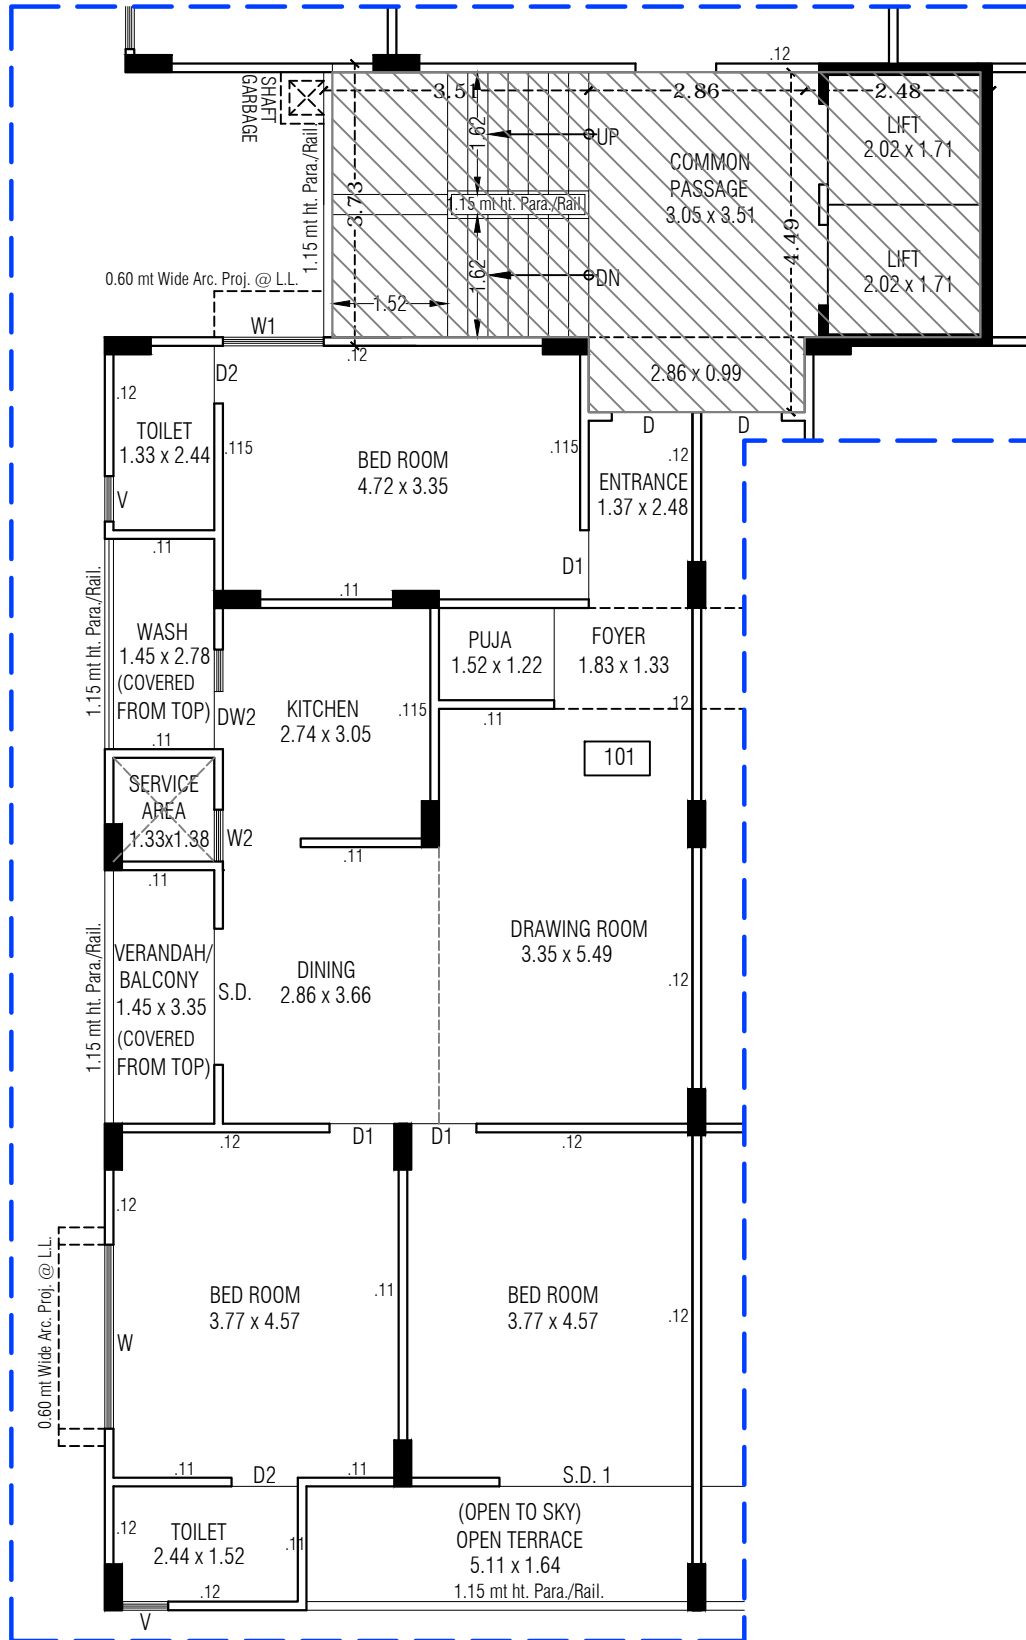 .12
3.51
2.86
2.48
SHAFT
GARBAGE
1.15 mt ht. Para./Rail.
3.73
1.62
UP
COMMON
PASSAGE
3.05 x 3.51
LIFT
2.02 x 1.71
1.15 mt ht. Para./Rail
4.49
1.62
DN
LIFT
2.02 x 1.71
0.60 mt Wide Arc. Proj. @ L.L.
1.52
W1
.12
2.86 x 0.99
D2
.12
TOILET
1.33 x 2.44
.115
BED ROOM
4.72 x 3.35
.115
D
D
.12
ENTRANCE
1.37 x 2.48
V
.11
D1
.11
1.15 mt ht. Para./Rail.
WASH
1.45 x 2.78
(COVERED
FROM TOP)
PUJA
1.52 x 1.22
FOYER
1.83 x 1.33
DW2
KITCHEN
2.74 x 3.05
.115
.11
.12
.11
101
SERVICE
AREA
1.33x1.38
W2
.11
.11
1.15 mt ht. Para./Rail.
VERANDAH/
BALCONY
1.45 x 3.35
(COVERED
FROM TOP)
S.D.
DINING
2.86 x 3.66
DRAWING ROOM
3.35 x 5.49
.12
.12
D1
D1
.12
.12
0.60 mt Wide Arc. Proj. @ L.L.
W
BED ROOM
3.77 x 4.57
.11
BED ROOM
3.77 x 4.57
.12
.11
D2
.11
S.D. 1
.12
TOILET
2.44 x 1.52
.11
(OPEN TO SKY)
OPEN TERRACE
5.11 x 1.64
1.15 mt ht. Para./Rail.
.12
V